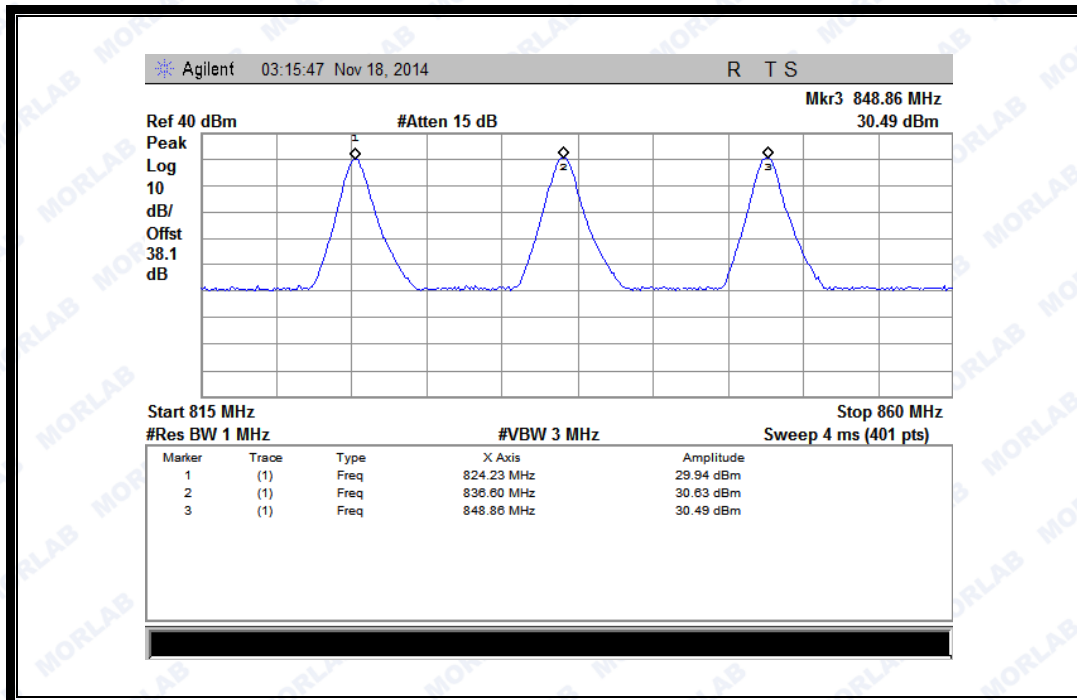 Agilent 03:15:47 Nov 18, 2014 R T S
Mkr3 848.86 MHz
Ref 40 dBm #Atten 15 dB 30.49 dBm
Peak
Log
10
dB/
Offst
38.1
dB
1
2
3
Start 815 MHz Stop 860 MHz
#Res BW 1 MHz #VBW 3 MHz Sweep 4 ms (401 pts)
Marker Trace Type X Axis Amplitude
1 (1) Freq 824.23 MHz 29.94 dBm
2 (1) Freq 836.60 MHz 30.63 dBm
3 (1) Freq 848.86 MHz 30.49 dBm
MORLAB